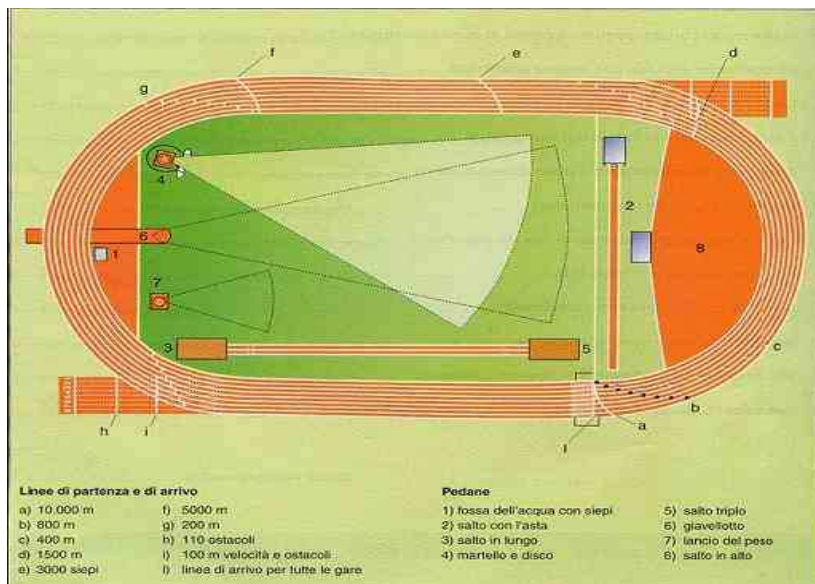 f
e
d
g
4
2
6
1
8
7
3
5
c
b
a
h
i
l
Linee di partenza e di arrivo
a) 10.000 m
b) 800 m
c) 400 m
d) 1500 m
e) 3000 siepi
f) 5000 m
g) 200 m
h) 110 ostacoli
i) 100 m velocità e ostacoli
l) linea di arrivo per tutte le gare
Pedane
1) fossa dell'acqua con siepi
2) salto con l'asta
3) salto in lungo
4) martello e disco
5) salto triplo
6) giavellotto
7) lancio del peso
8) salto in alto